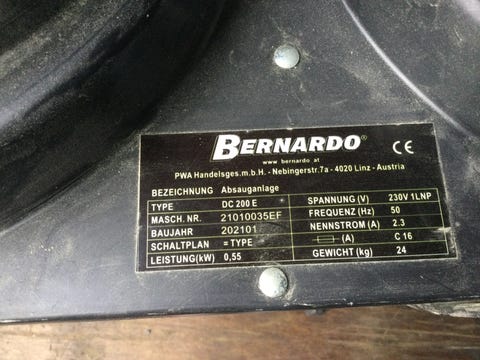 BERNARDO®
www bernardo at
PWA Handelsges.m.b.H. - Nebingerstr.7a - 4020 Linz - Austria
CE
BEZEICHNUNG Absauganlage
TYPE DC 200 E
MASCH. NR. 21010035EF
BAUJAHR 202101
SCHALTPLAN = TYPE
LEISTUNG(kW) 0,55
SPANNUNG (V) 230V 1LNP
FREQUENZ (Hz) 50
NENNSTROM (A) 2.3
(A) C 16
GEWICHT (kg) 24